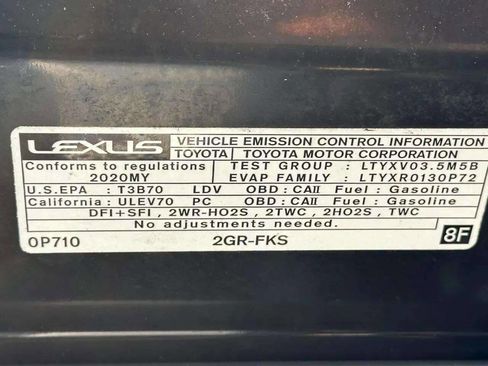 LEXUS VEHICLE EMISSION CONTROL INFORMATION
TOYOTA TOYOTA MOTOR CORPORATION
Conforms to regulations TEST GROUP : LTYXV03.5M5B
2020MY EVAP FAMILY : LTYXR0130P72
U.S.EPA : T3B70 LDV OBD : CAII Fuel : Gasoline
California : ULEV70 PC OBD : CAII Fuel : Gasoline
DFI+SFI , 2WR-HO2S , 2TWC , 2HO2S , TWC
No adjustments needed.
0P710 2GR-FKS 8F